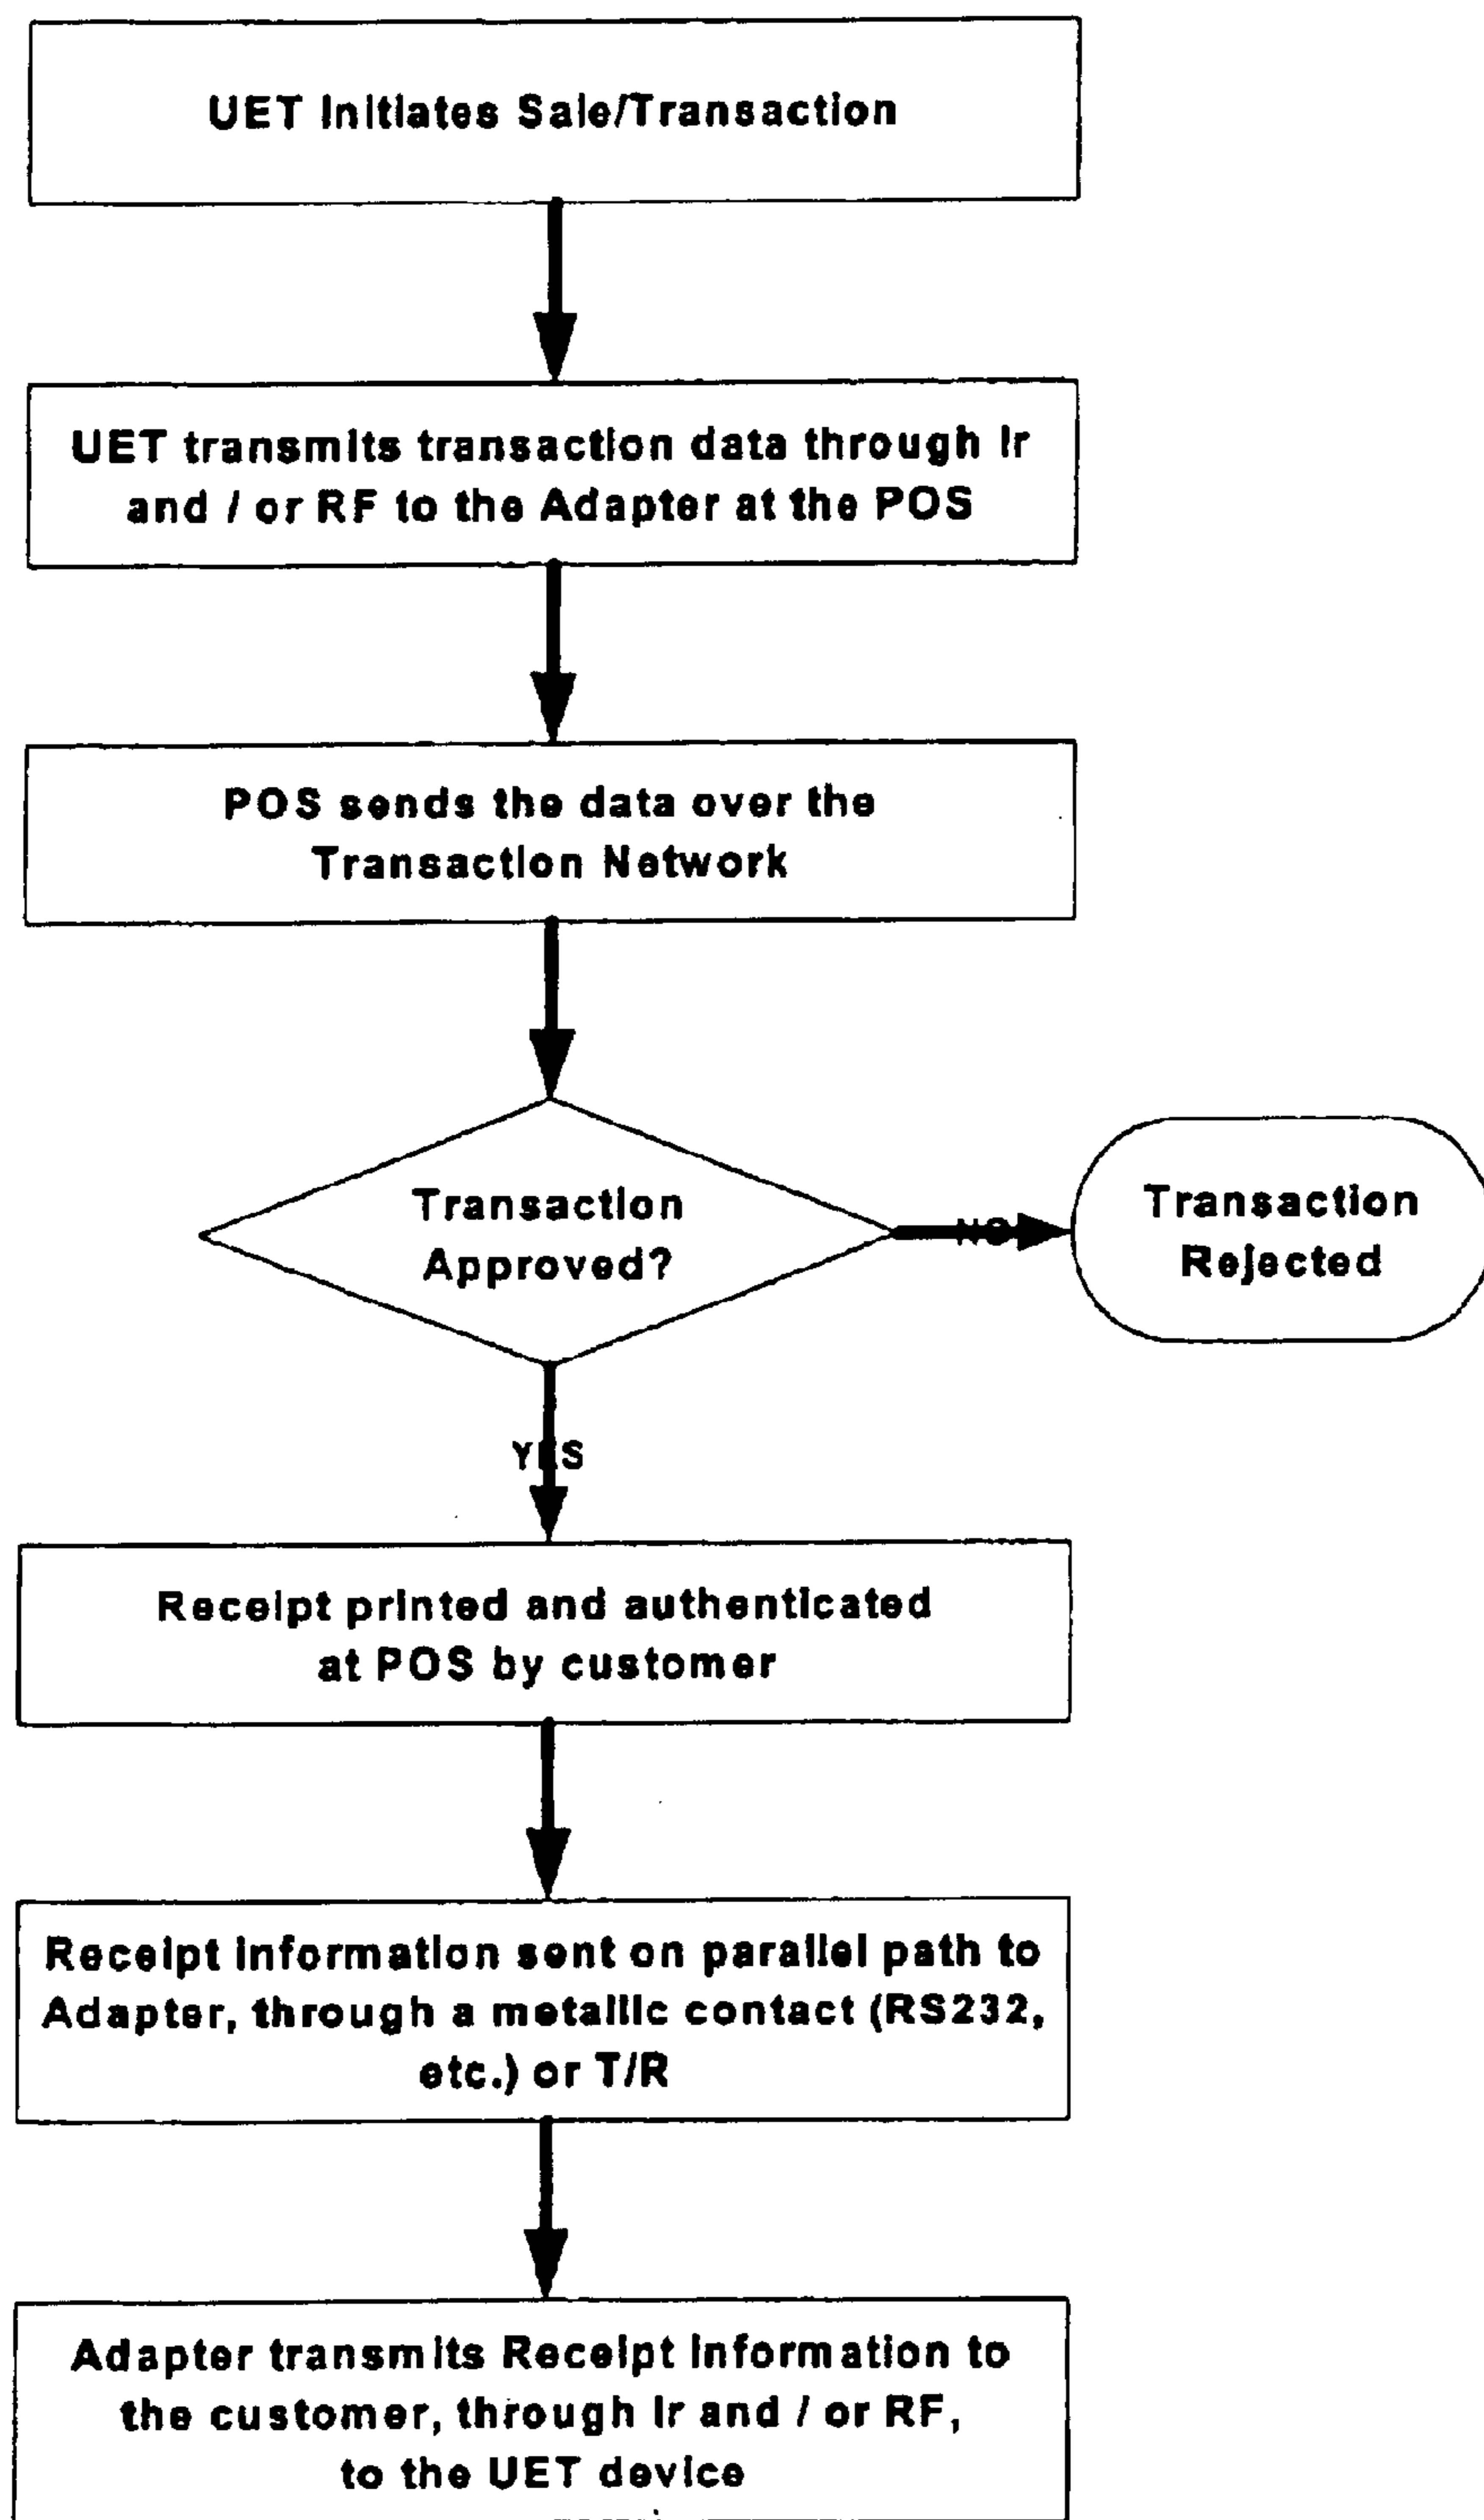 UET Initiates Sale/Transaction
UET transmits transaction data through Ir
and / or RF to the Adapter at the POS
POS sends the data over the
Transaction Network
Transaction
Approved?
NO
Transaction
Rejected
YES
Receipt printed and authenticated
at POS by customer
Receipt information sent on parallel path to
Adapter, through a metallic contact (RS232,
etc.) or T/R
Adapter transmits Receipt Information to
the customer, through Ir and / or RF,
to the UET device